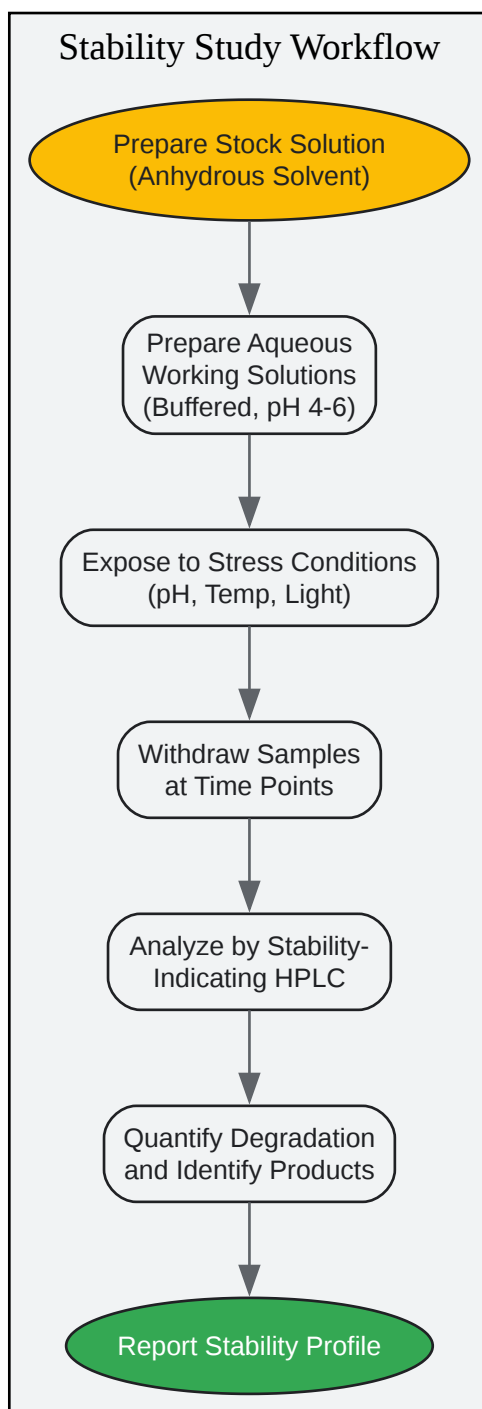 Stability Study Workflow
Prepare Stock Solution
(Anhydrous Solvent)
Prepare Aqueous
Working Solutions
(Buffered, pH 4-6)
Expose to Stress Conditions
(pH, Temp, Light)
Withdraw Samples
at Time Points
Analyze by Stability-
Indicating HPLC
Quantify Degradation
and Identify Products
Report Stability Profile